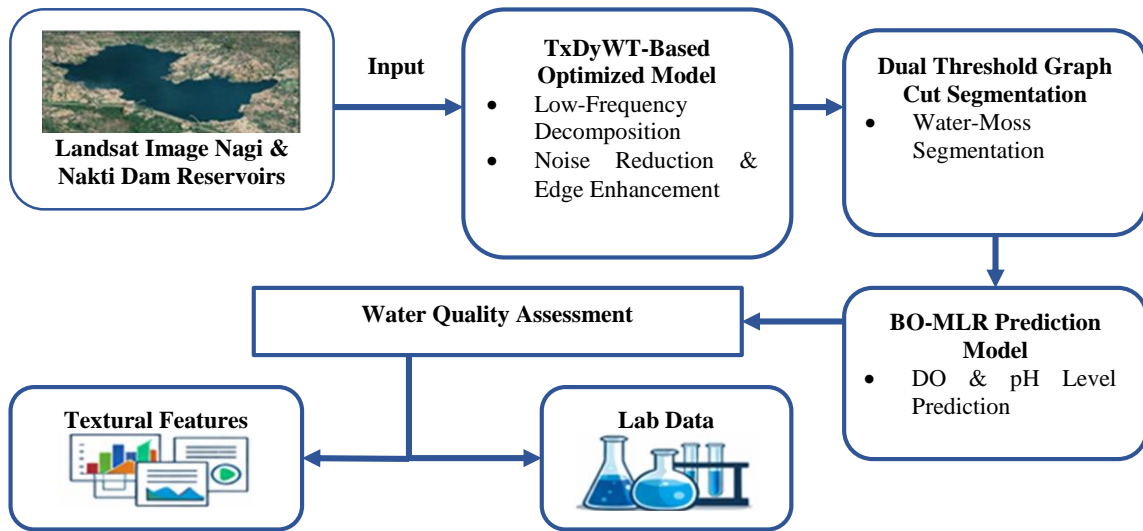 Landsat Image Nagi &
Nakti Dam Reservoirs
Input
TxDyWT-Based
Optimized Model
• Low-Frequency
Decomposition
• Noise Reduction &
Edge Enhancement
Dual Threshold Graph
Cut Segmentation
• Water-Moss
Segmentation
BO-MLR Prediction
Model
• DO & pH Level
Prediction
Water Quality Assessment
Textural Features
Lab Data